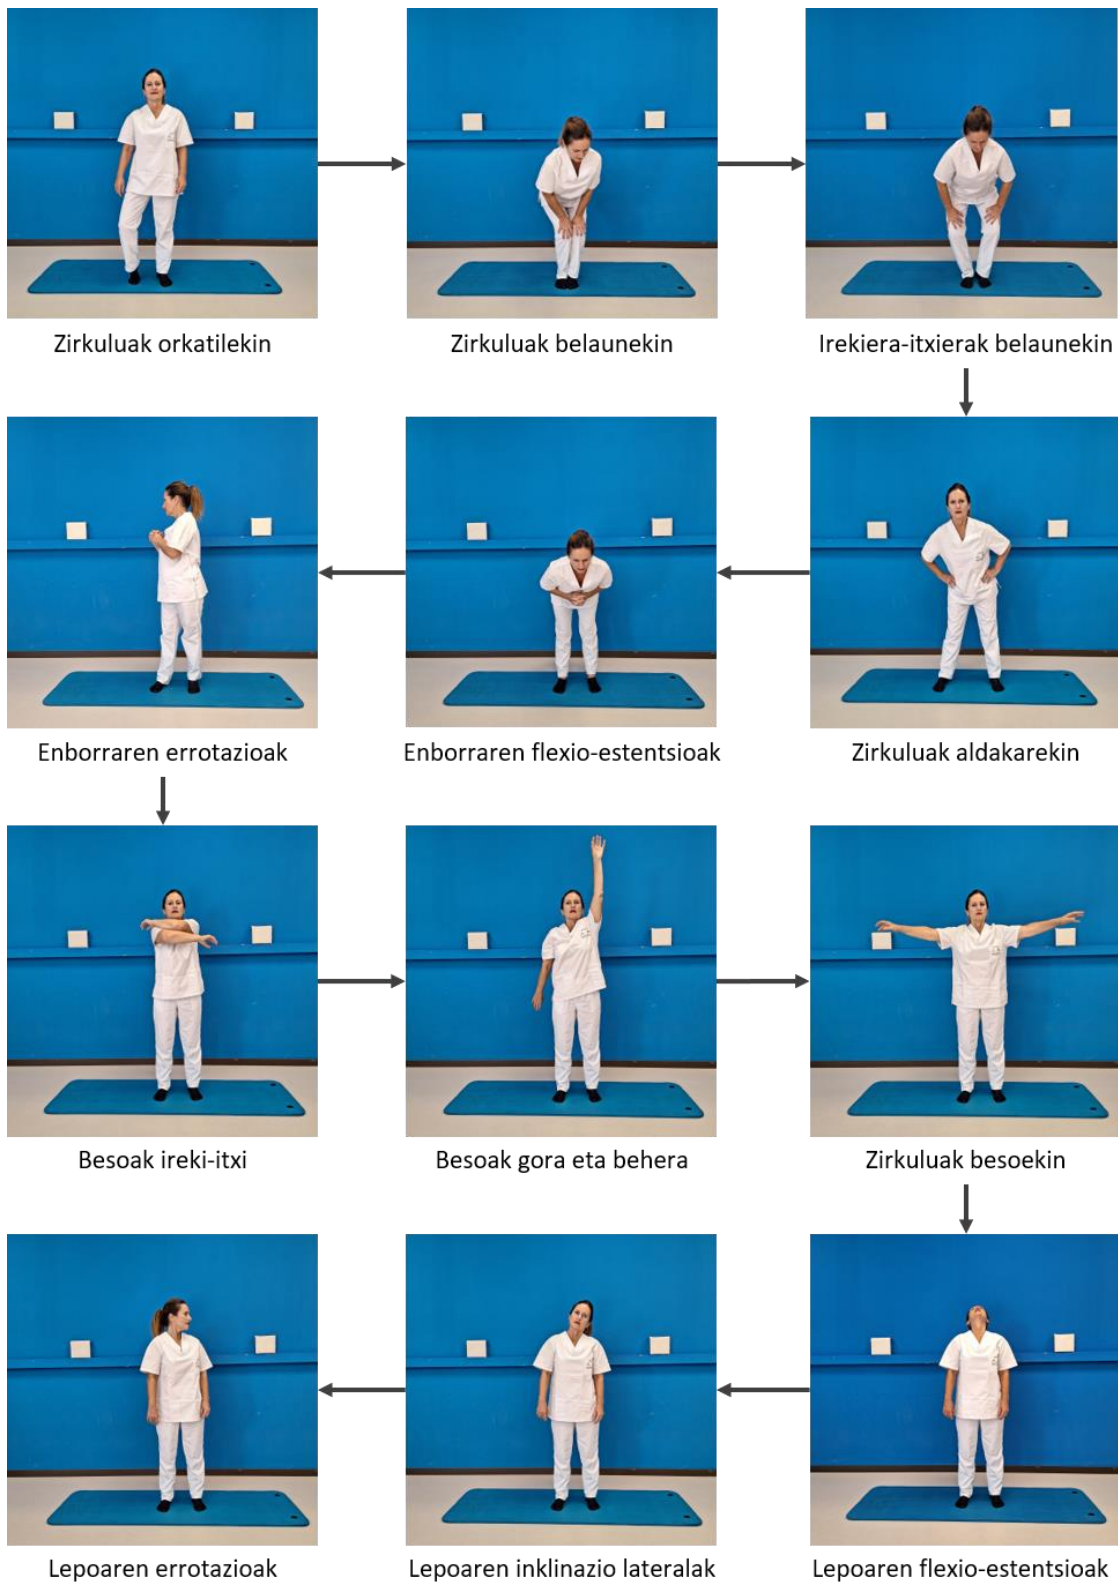 Zirkuluak orkatilekin
Zirkuluak belaunekin
Irekiera-itxierak belaunekin
Zirkuluak aldakarekin
Enborraren flexio-estentsioak
Enborraren errotazioak
Besoak ireki-itxi
Besoak gora eta behera
Zirkuluak besoekin
Lepoaren flexio-estentsioak
Lepoaren inklinazio lateralak
Lepoaren errotazioak